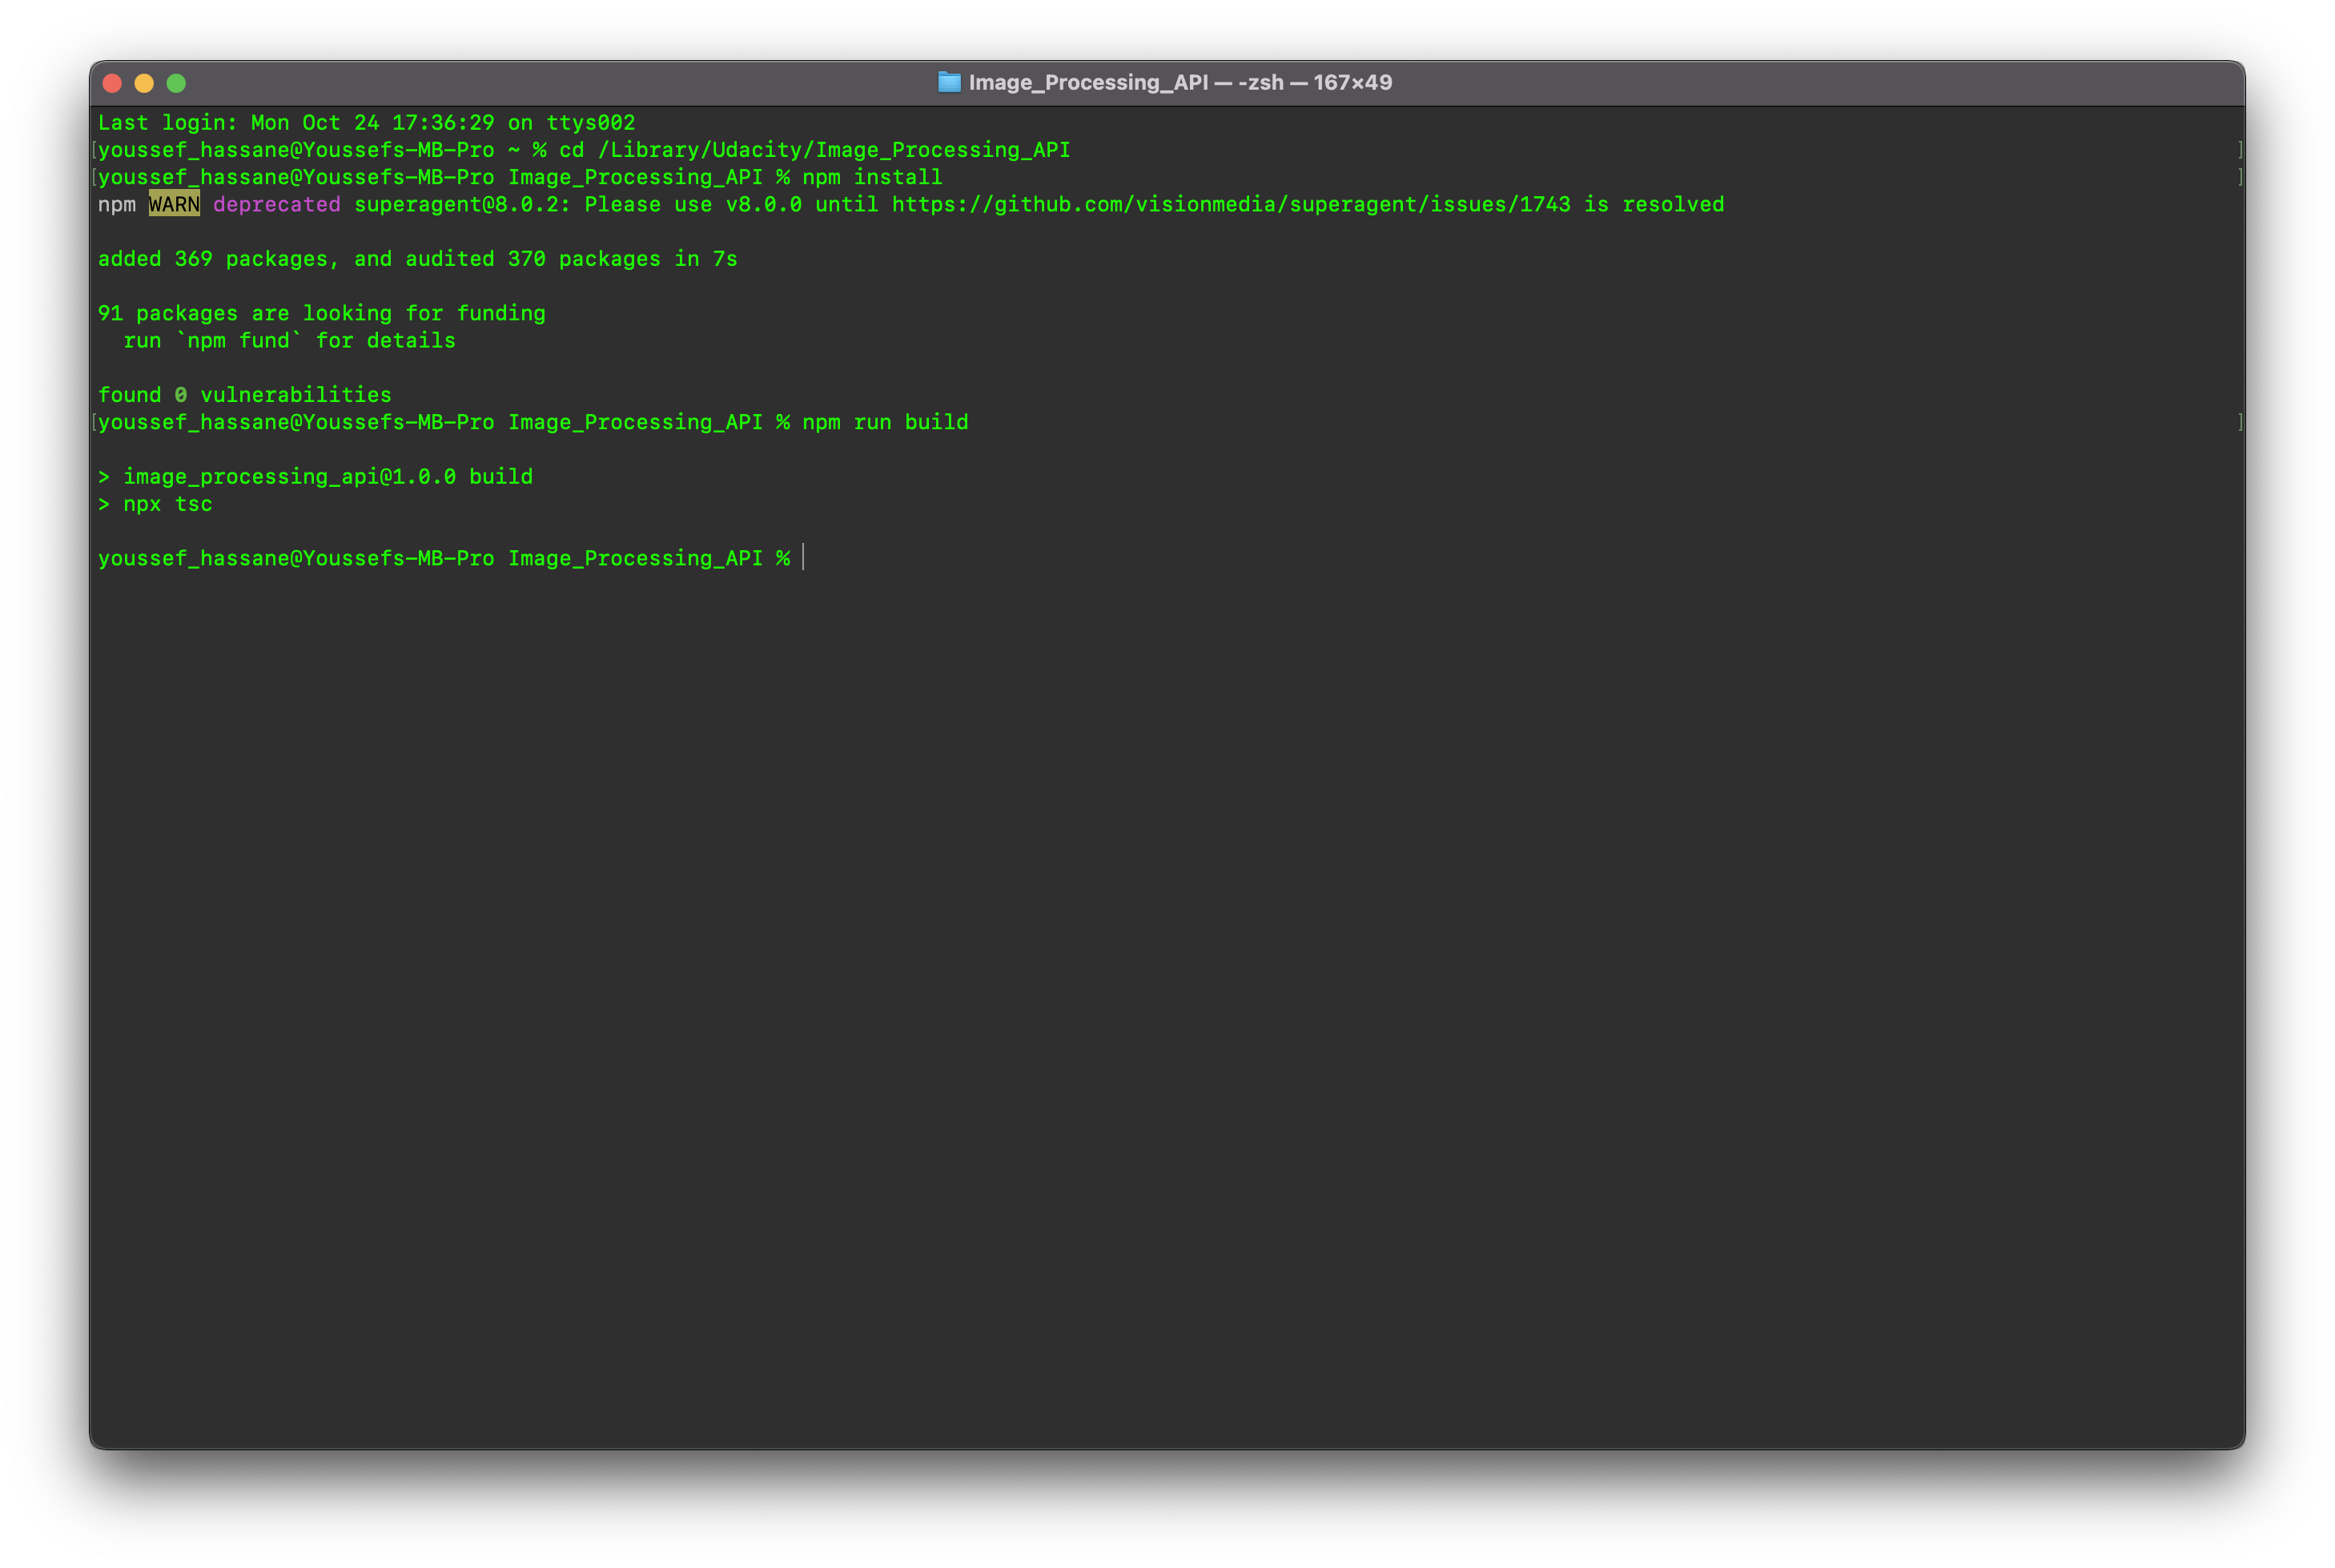 Image_Processing_API — -zsh — 167×49
Last login: Mon Oct 24 17:36:29 on ttys002
[youssef_hassane@Youssefs-MB-Pro ~ % cd /Library/Udacity/Image_Processing_API ]
[youssef_hassane@Youssefs-MB-Pro Image_Processing_API % npm install ]
npm WARN deprecated superagent@8.0.2: Please use v8.0.0 until https://github.com/visionmedia/superagent/issues/1743 is resolved
added 369 packages, and audited 370 packages in 7s
91 packages are looking for funding
  run `npm fund` for details
found 0 vulnerabilities
[youssef_hassane@Youssefs-MB-Pro Image_Processing_API % npm run build ]
> image_processing_api@1.0.0 build
> npx tsc
youssef_hassane@Youssefs-MB-Pro Image_Processing_API %